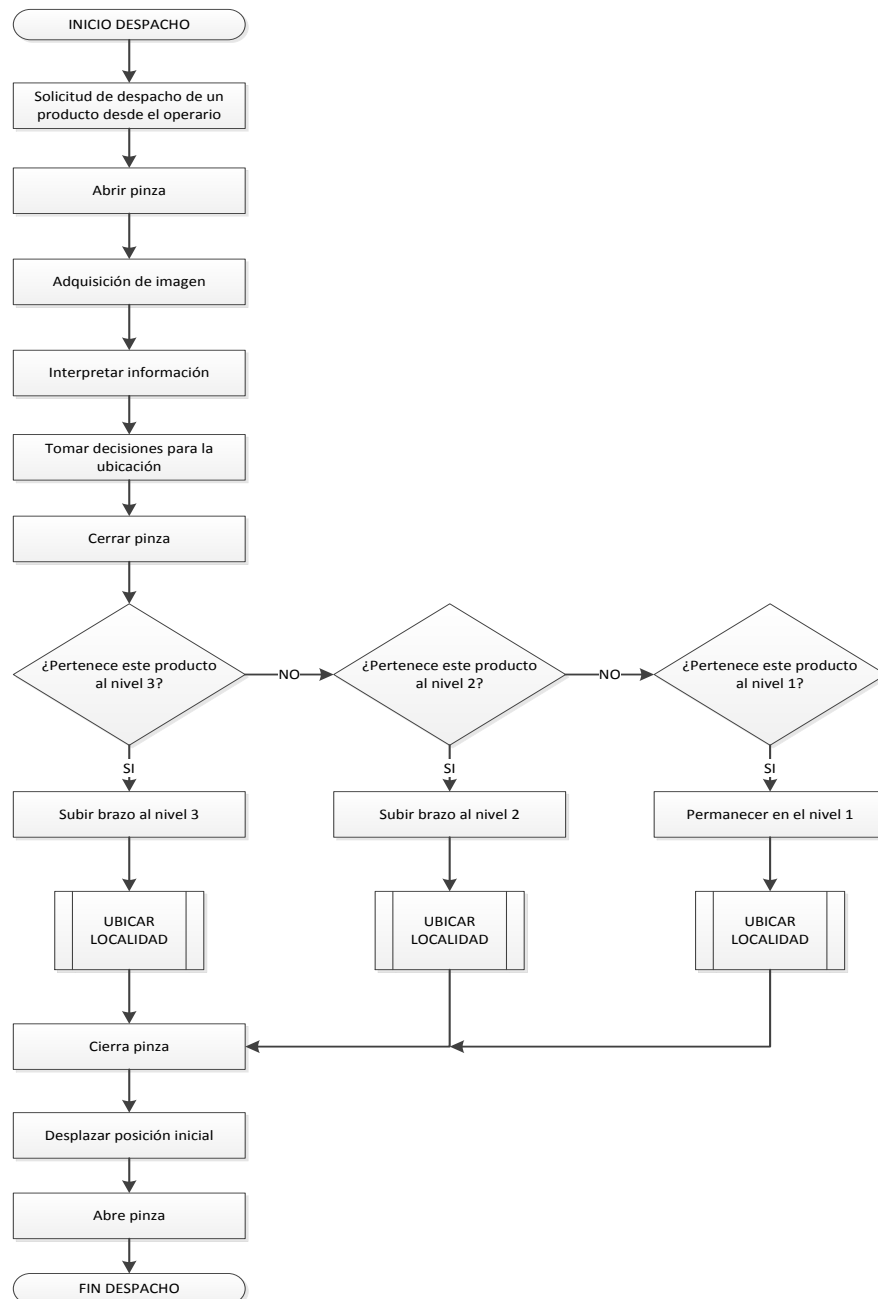 INICIO DESPACHO
Solicitud de despacho de un
producto desde el operario
Abrir pinza
Adquisición de imagen
Interpretar información
Tomar decisiones para la
ubicación
Cerrar pinza
¿Pertenece este producto
al nivel 3?
NO
¿Pertenece este producto
al nivel 2?
NO
¿Pertenece este producto
al nivel 1?
SI
SI
SI
Subir brazo al nivel 3
Subir brazo al nivel 2
Permanecer en el nivel 1
UBICAR
LOCALIDAD
UBICAR
LOCALIDAD
UBICAR
LOCALIDAD
Cierra pinza
Desplazar posición inicial
Abre pinza
FIN DESPACHO